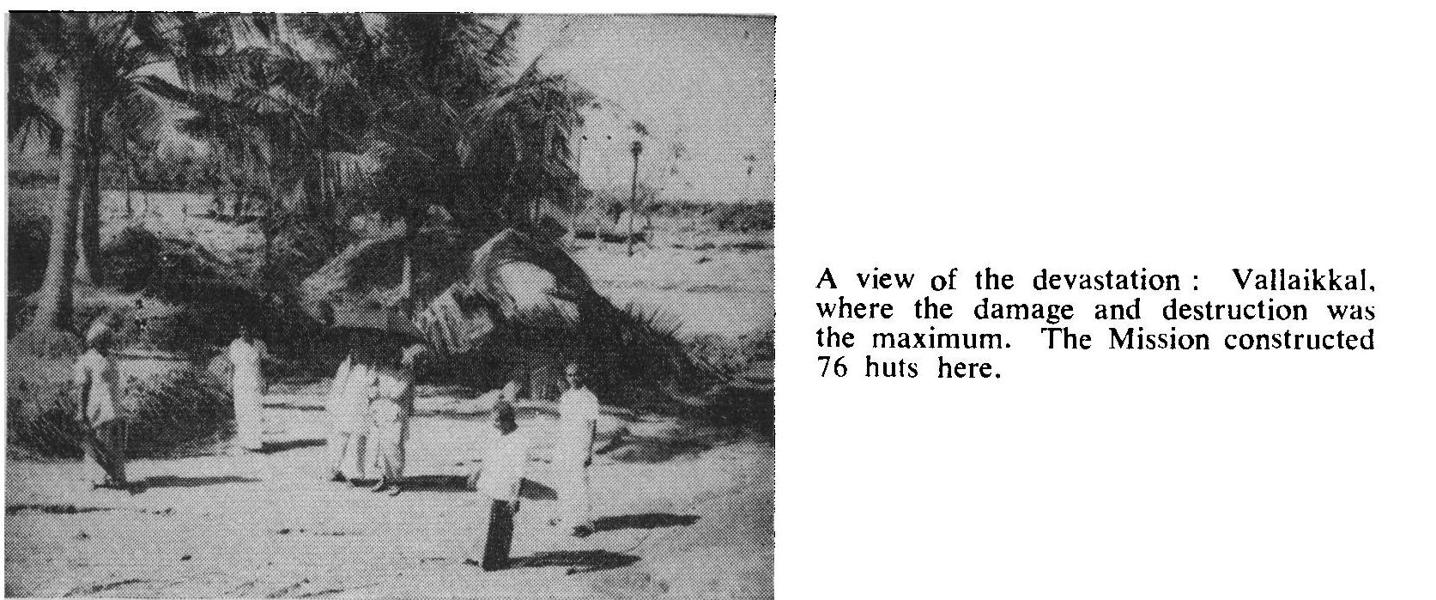 A view of the devastation : Vallaikkal,
where the damage and destruction was
the maximum. The Mission constructed
76 huts here.